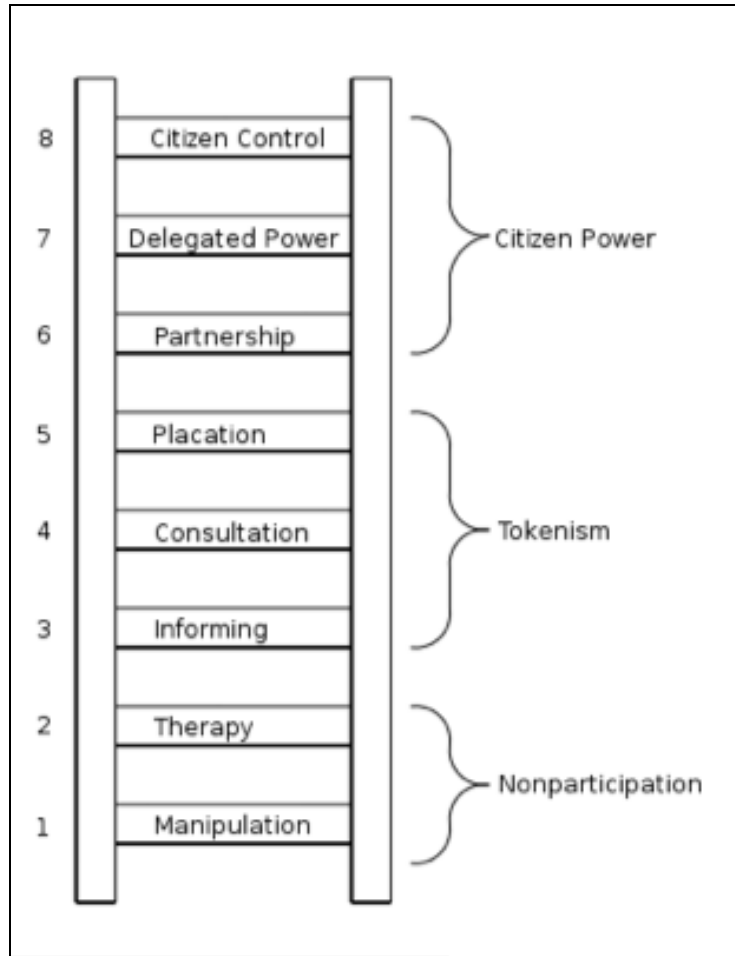 8 Citizen Control
7 Delegated Power
Citizen Power
6 Partnership
5 Placation
4 Consultation
Tokenism
3 Informing
2 Therapy
Nonparticipation
1 Manipulation